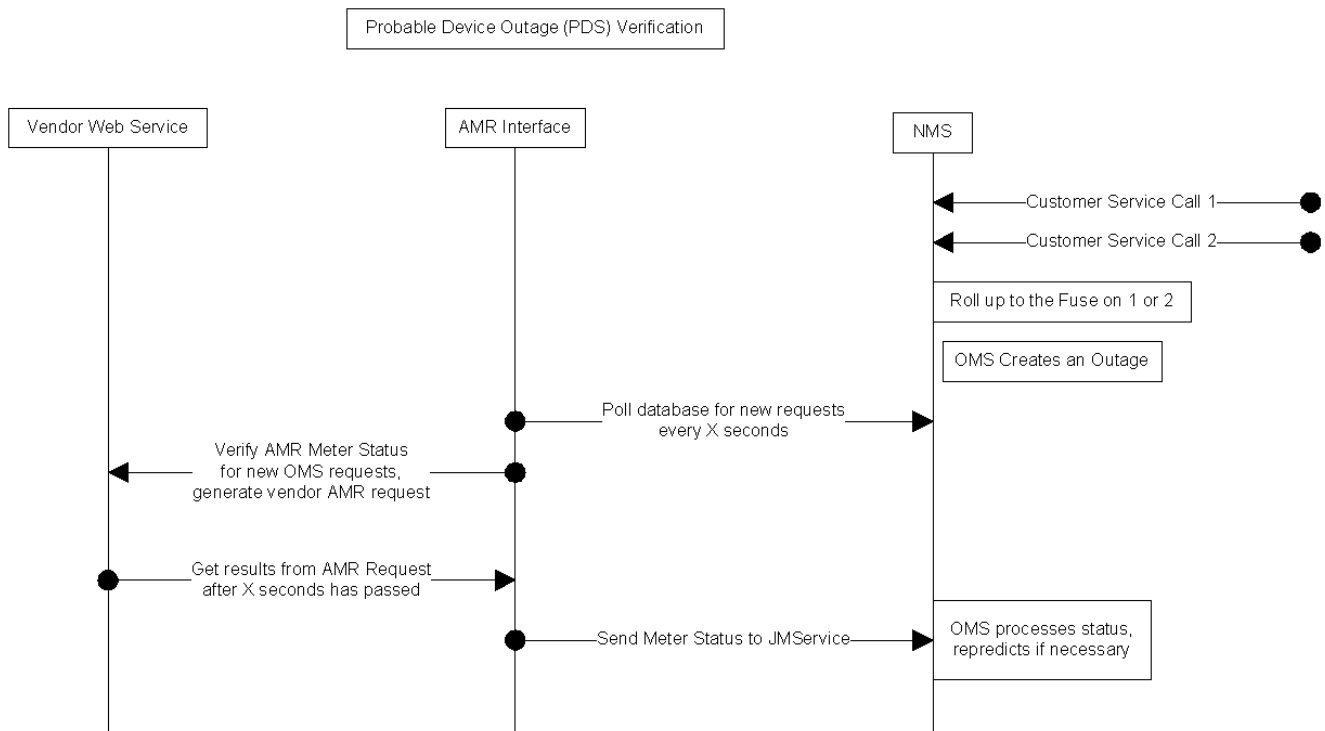 Probable Device Outage (PDS) Verification
Vendor Web Service
AMR Interface
NMS
Customer Service Call 1
Customer Service Call 2
Roll up to the Fuse on 1 or 2
OMS Creates an Outage
Poll database for new requests
every X seconds
Verify AMR Meter Status
for new OMS requests,
generate vendor AMR request
Get results from AMR Request
after X seconds has passed
Send Meter Status to JMService
OMS processes status,
repredicts if necessary